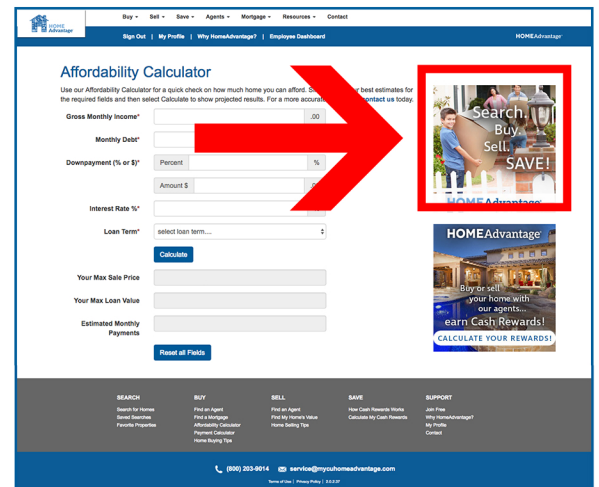 HOME
Advantage
Buy Sell Save Agents Mortgage Resources Contact
Sign Out | My Profile | Why HomeAdvantage? | Employee Dashboard
HOMEAdvantage
Affordability Calculator
Use our Affordability Calculator for a quick check on how much home you can afford. best estimates for
the required fields and then select Calculate to show projected results. For a more accurate contact us today.
Gross Monthly Income*
.00
Monthly Debt*
Downpayment (% or $)*
Percent
%
Amount $
Interest Rate %*
Loan Term*
select loan term....
Calculate
Your Max Sale Price
Your Max Loan Value
Estimated Monthly
Payments
Reset all Fields
Search.
Buy.
Sell.
SAVE!
HOMEAdvantage
HOMEAdvantage
Buy or sell
your home with
our agents...
earn Cash Rewards!
CALCULATE YOUR REWARDS!
SEARCH
Search for Homes
Saved Searches
Favorite Properties
BUY
Find an Agent
Find a Mortgage
Affordability Calculator
Payment Calculator
Home Buying Tips
SELL
Find an Agent
Find My Home's Value
Home Selling Tips
SAVE
How Cash Rewards Works
Calculate My Cash Rewards
SUPPORT
Join Free
Why HomeAdvantage?
My Profile
Contact
(800) 203-9014 service@mycuhomeadvantage.com
Terms of Use | Privacy Policy | 3.0.2.37